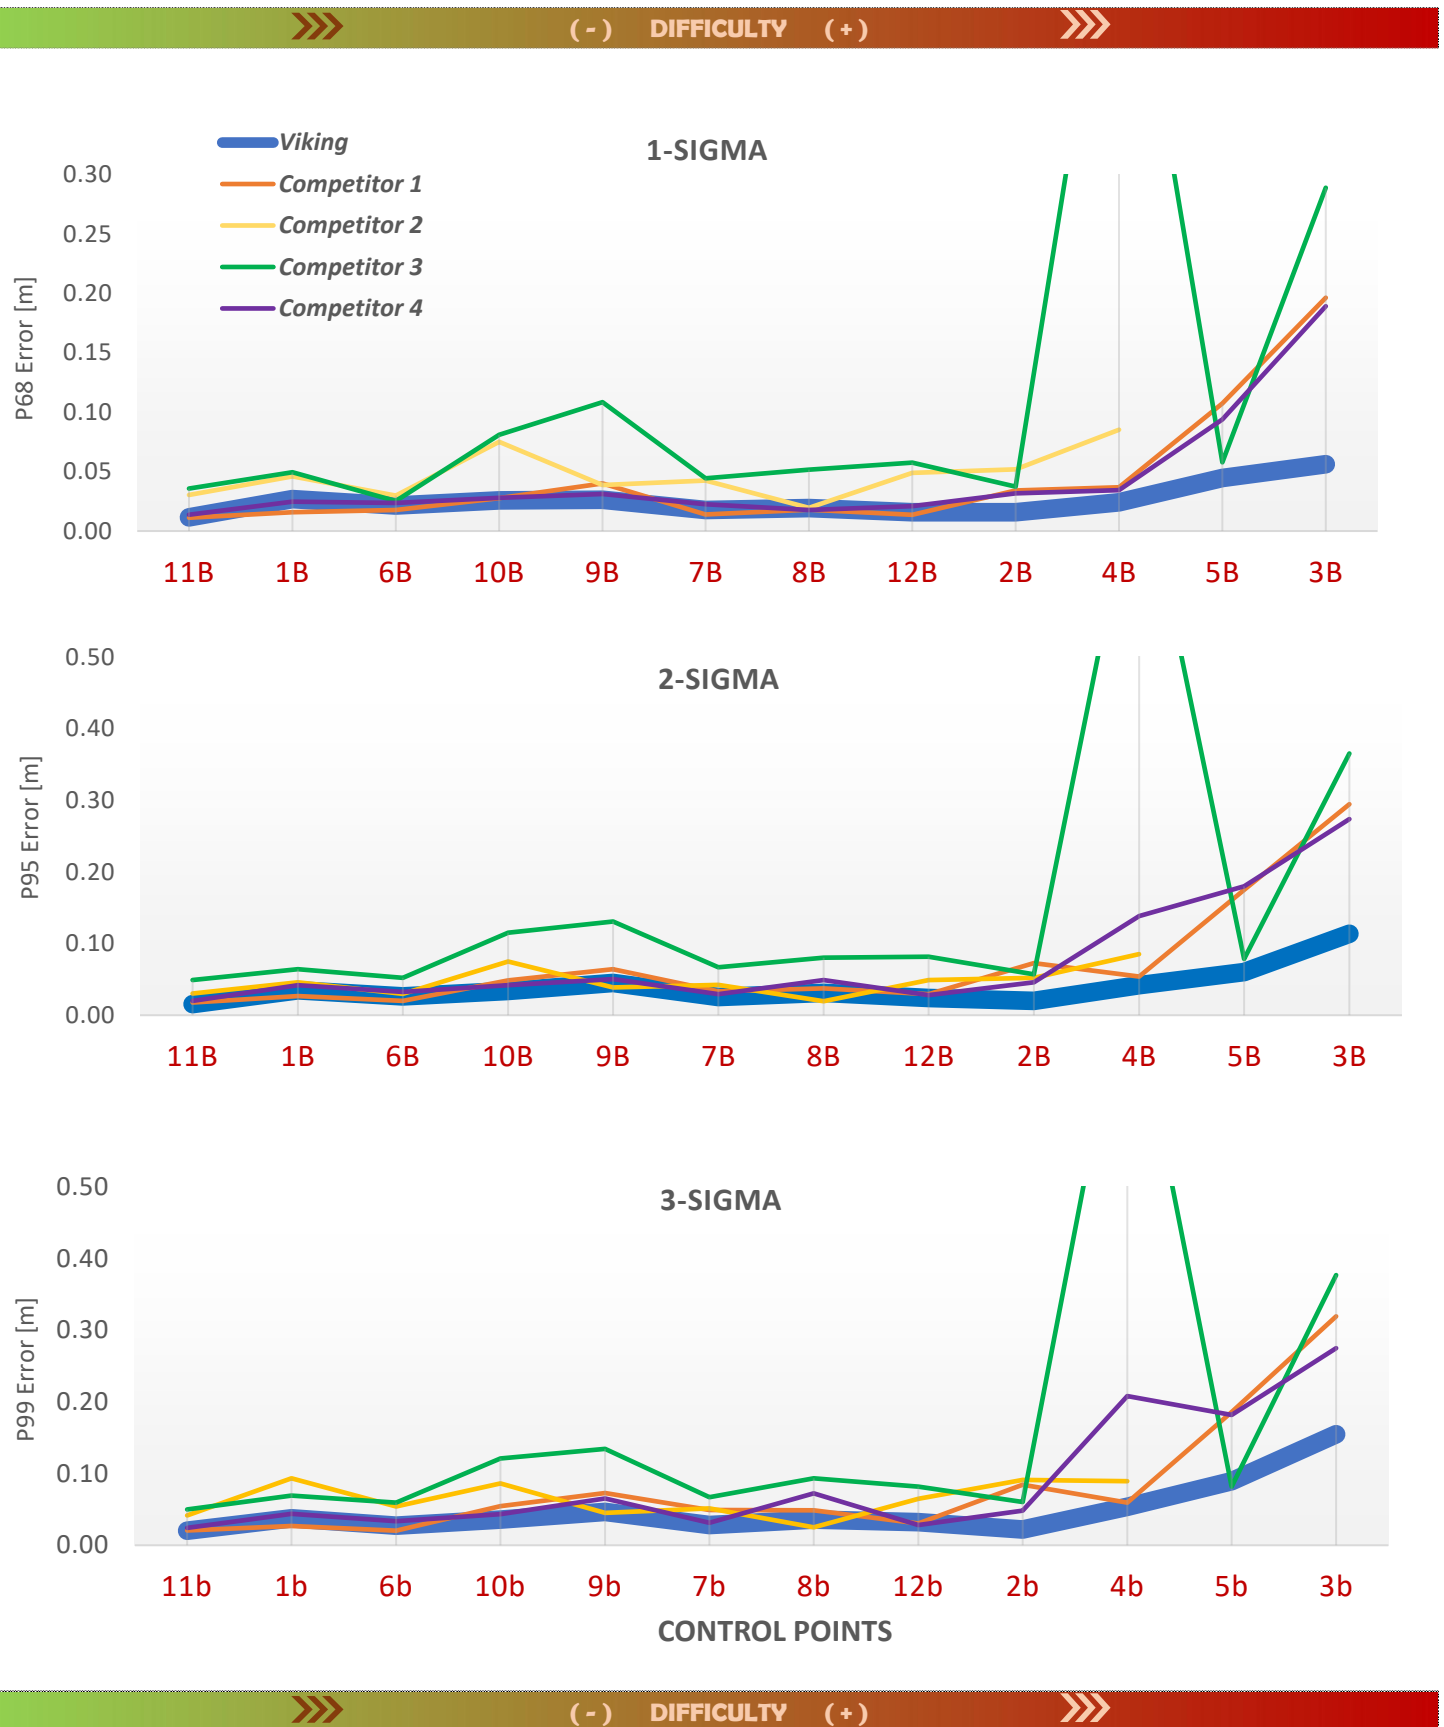 ( - ) DIFFICULTY ( + )
1-SIGMA
Viking
Competitor 1
Competitor 2
Competitor 3
Competitor 4
P68 Error [m]
0.30
0.25
0.20
0.15
0.10
0.05
0.00
11B 1B 6B 10B 9B 7B 8B 12B 2B 4B 5B 3B
2-SIGMA
P95 Error [m]
0.50
0.40
0.30
0.20
0.10
0.00
11B 1B 6B 10B 9B 7B 8B 12B 2B 4B 5B 3B
3-SIGMA
P99 Error [m]
0.50
0.40
0.30
0.20
0.10
0.00
11b 1b 6b 10b 9b 7b 8b 12b 2b 4b 5b 3b
CONTROL POINTS
( - ) DIFFICULTY ( + )